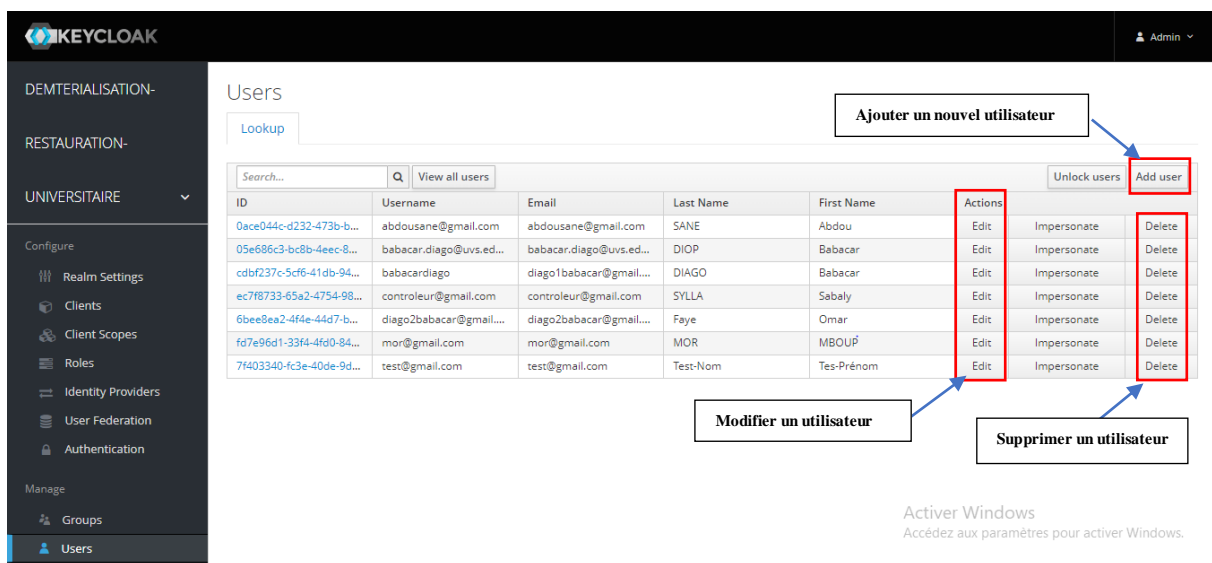 KEYCLOAK
Admin
DEMTERIALISATION-
RESTAURATION-
UNIVERSITAIRE
Configure
Realm Settings
Clients
Client Scopes
Roles
Identity Providers
User Federation
Authentication
Manage
Groups
Users
Users
Lookup
Ajouter un nouvel utilisateur
Search... View all users Unlock users Add user
ID Username Email Last Name First Name Actions
0ace044c-d232-473b-b... abdousane@gmail.com abdousane@gmail.com SANE Abdou Edit Impersonate Delete
05e686c3-bc8b-4eec-8... babacar.diago@uvs.ed... babacar.diago@uvs.ed... DIOP Babacar Edit Impersonate Delete
cdbf237c-5cf6-41db-94... babacardiago diago1babacar@gmail.... DIAGO Babacar Edit Impersonate Delete
ec7f8733-65a2-4754-98... controleur@gmail.com controleur@gmail.com SYLLA Sabaly Edit Impersonate Delete
6bee8ea2-4f4e-44d7-b... diago2babacar@gmail.... diago2babacar@gmail.... Faye Omar Edit Impersonate Delete
fd7e96d1-33f4-4fd0-84... mor@gmail.com mor@gmail.com MOR MBOUP Edit Impersonate Delete
7f403340-fc3e-40de-9d... test@gmail.com test@gmail.com Test-Nom Tes-Prénom Edit Impersonate Delete
Modifier un utilisateur
Supprimer un utilisateur
Activer Windows
Accédez aux paramètres pour activer Windows.